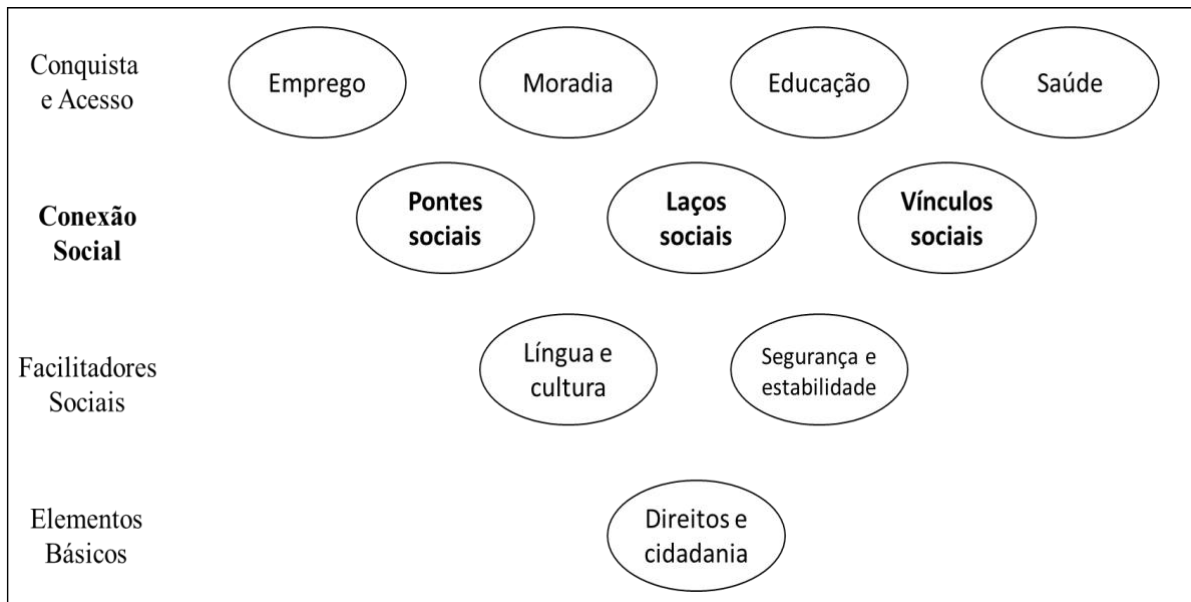 Conquista
e Acesso
Emprego
Moradia
Educação
Saúde
Conexão
Social
Pontes
sociais
Laços
sociais
Vínculos
sociais
Facilitadores
Sociais
Língua e
cultura
Segurança e
estabilidade
Elementos
Básicos
Direitos e
cidadania